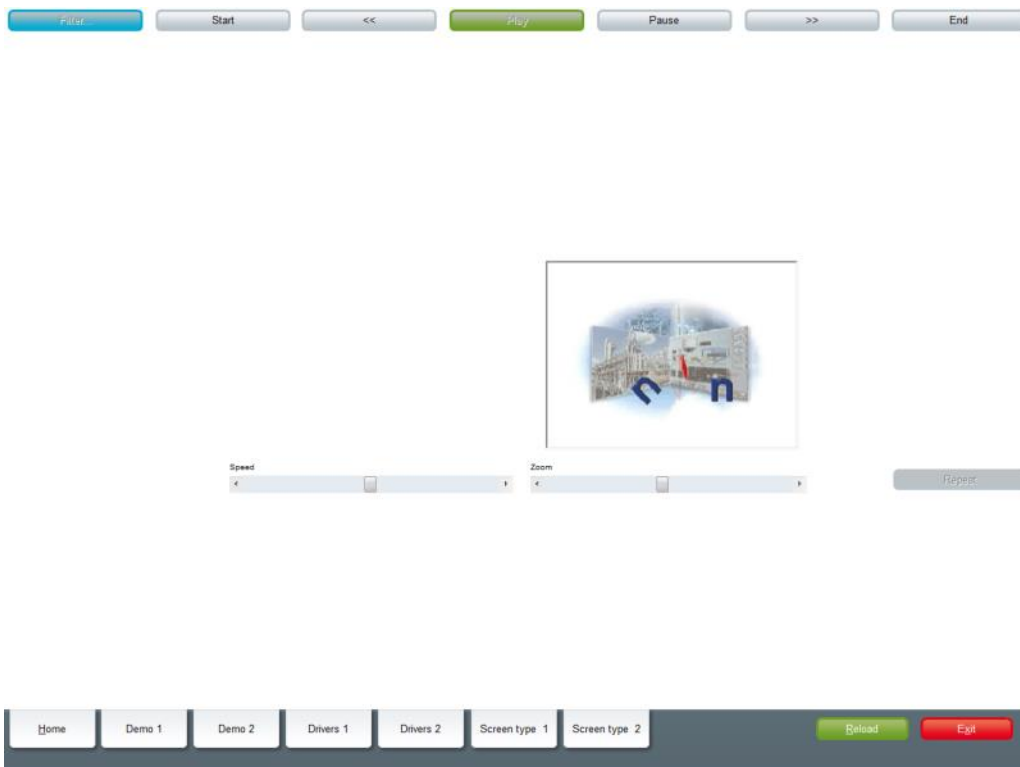 Filter...
Start
<<
Play
Pause
>>
End
n n
Speed
Zoom
Repeat
Home
Demo 1
Demo 2
Drivers 1
Drivers 2
Screen type 1
Screen type 2
Reload
Exit